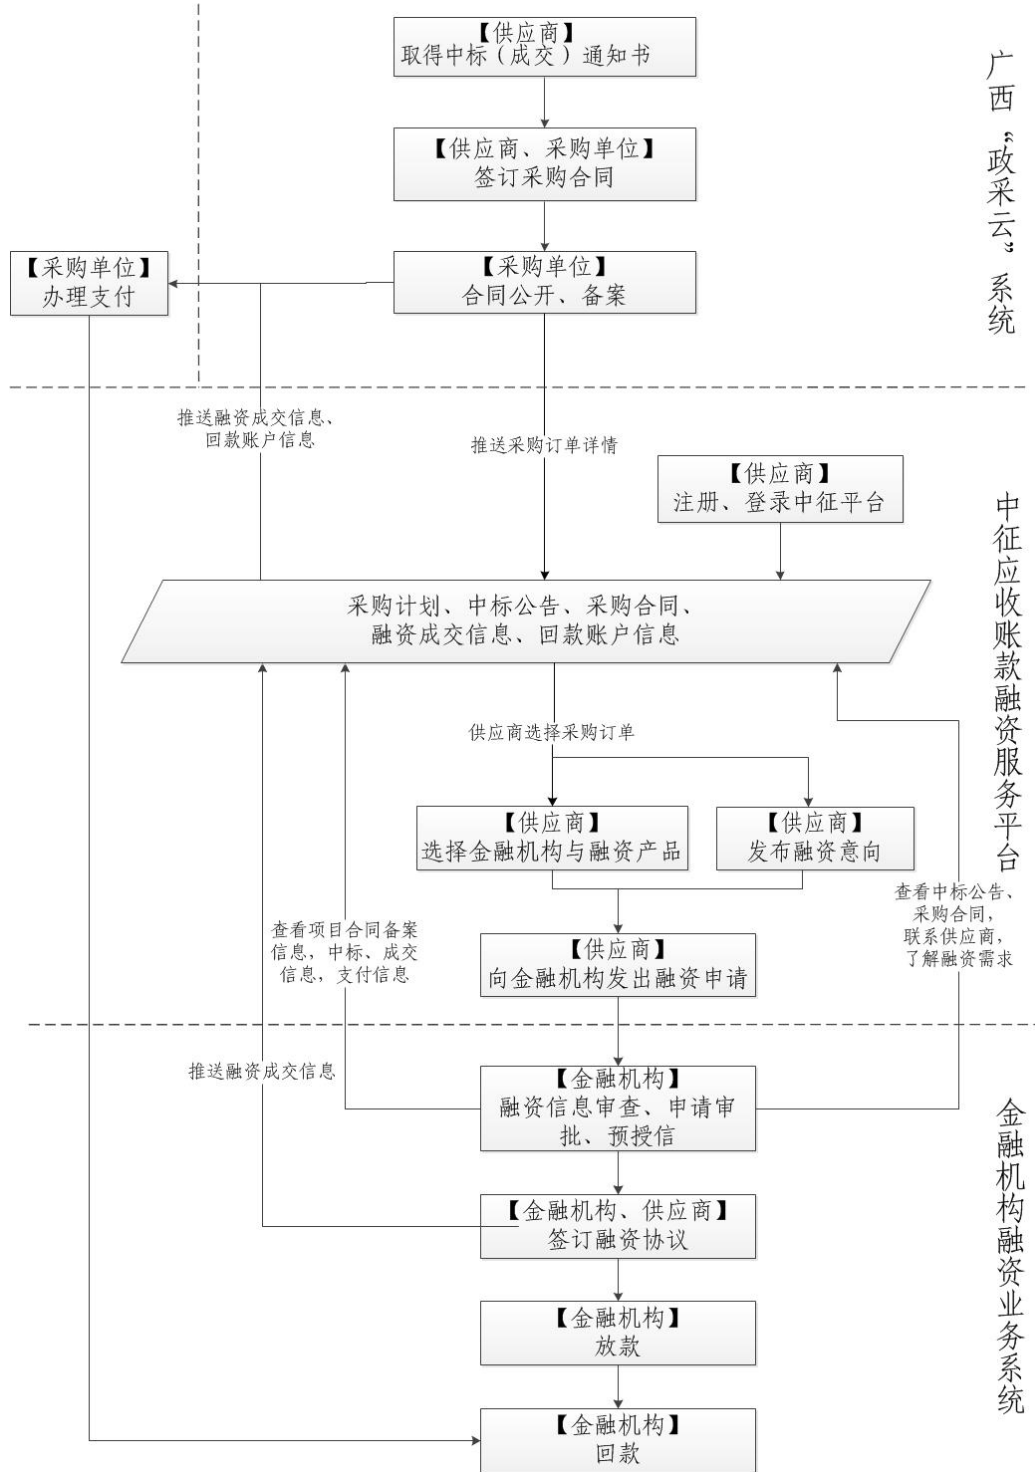 【供应商】
取得中标（成交）通知书
广西“政采云”系统
【供应商、采购单位】
签订采购合同
【采购单位】
办理支付
【采购单位】
合同公开、备案
推送融资成交信息、
回款账户信息
推送采购订单详情
【供应商】
注册、登录中征平台
中征应收账款融资服务平台
采购计划、中标公告、采购合同、
融资成交信息、回款账户信息
供应商选择采购订单
【供应商】
选择金融机构与融资产品
【供应商】
发布融资意向
查看中标公告、
采购合同，
联系供应商，
了解融资需求
查看项目合同备案
信息，中标、成交
信息，支付信息
【供应商】
向金融机构发出融资申请
推送融资成交信息
【金融机构】
融资信息审查、申请审
批、预授信
金融机构融资业务系统
【金融机构、供应商】
签订融资协议
【金融机构】
放款
【金融机构】
回款